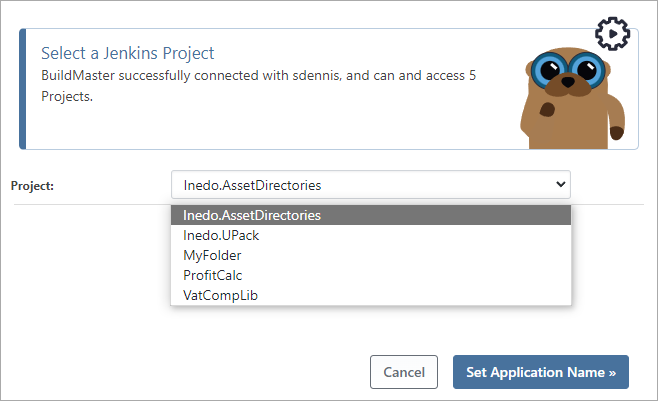 Select a Jenkins Project
BuildMaster successfully connected with sdennis, and can and access 5
Projects.
Project:
Inedo.AssetDirectories
Inedo.AssetDirectories
Inedo.UPack
MyFolder
ProfitCalc
VatCompLib
Cancel
Set Application Name »